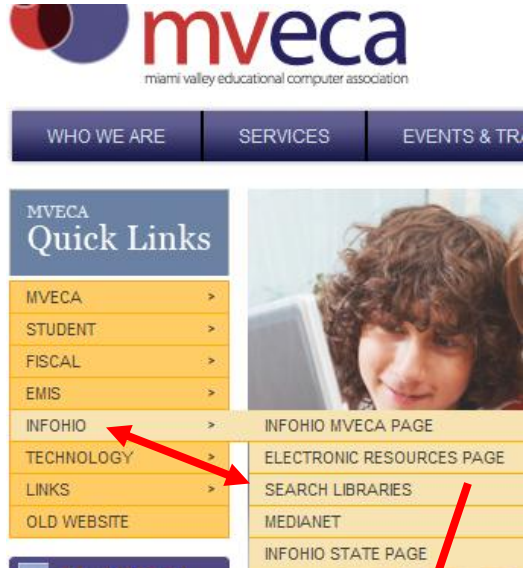 mveca
miami valley educational computer association
WHO WE ARE SERVICES EVENTS & TRA
MVECA
Quick Links
MVECA >
STUDENT >
FISCAL >
EMIS >
INFOHIO > INFOHIO MVECA PAGE
TECHNOLOGY > ELECTRONIC RESOURCES PAGE
LINKS > SEARCH LIBRARIES
OLD WEBSITE MEDIANET
INFOHIO STATE PAGE